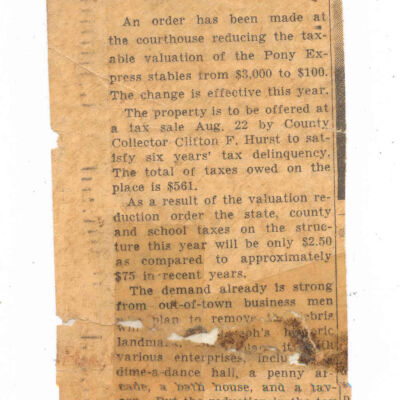 An order has been made at
the courthouse reducing the tax-
able valuation of the Pony Ex-
press stables from $3,000 to $100.
The change is effective this year.
The property is to be offered at
a tax sale Aug. 22 by County
Collector Clifton F. Hurst to sat-
isfy six years' tax delinquency.
The total of taxes owed on the
place is $561.
As a result of the valuation re-
duction order the state, county
and school taxes on the struc-
ture this year will be only $2.50
as compared to approximately
$75 in recent years.
The demand already is strong
from out-of-town business men
plan to remove
landma
various enterprises,
dime-a-dance hall, a penny ar-
house, and a tav-